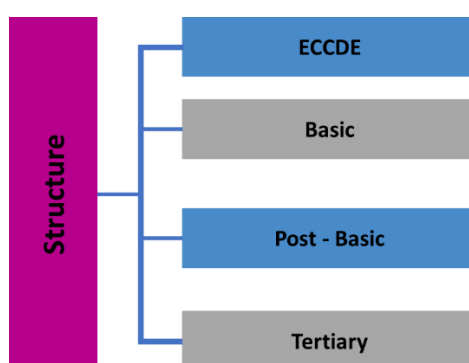 Structure
ECCDE
Basic
Post - Basic
Tertiary